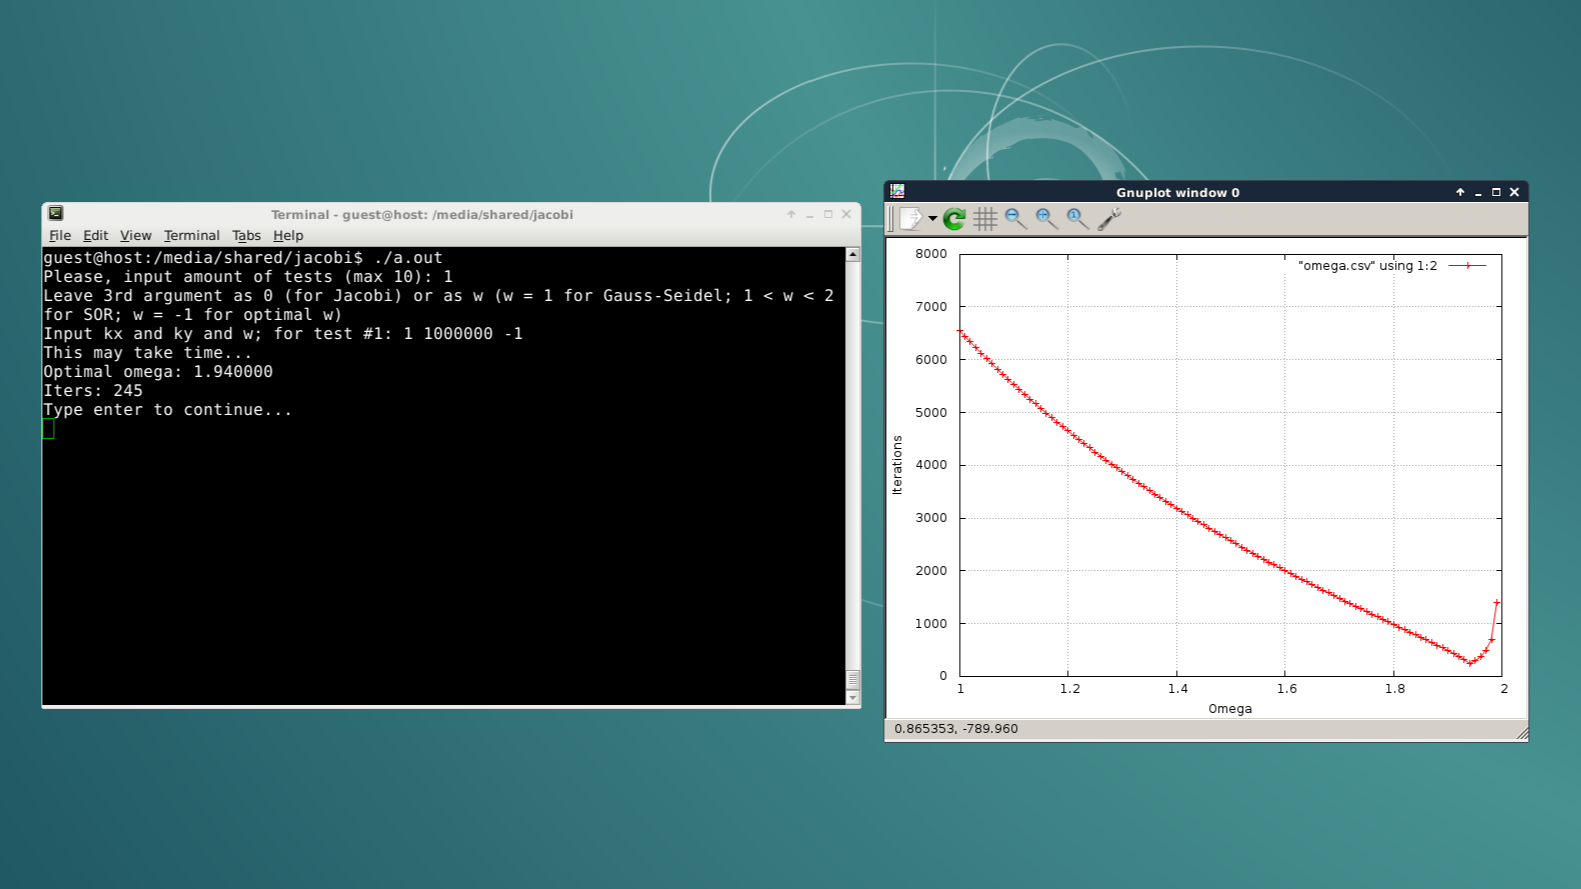 Terminal - guest@host: /media/shared/jacobi
File Edit View Terminal Tabs Help
guest@host:/media/shared/jacobi$ ./a.out
Please, input amount of tests (max 10): 1
Leave 3rd argument as 0 (for Jacobi) or as w (w = 1 for Gauss-Seidel; 1 < w < 2
for SOR; w = -1 for optimal w)
Input kx and ky and w; for test #1: 1 1000000 -1
This may take time...
Optimal omega: 1.940000
Iters: 245
Type enter to continue...
Gnuplot window 0
"omega.csv" using 1:2
8000
7000
6000
5000
4000
3000
2000
1000
0
Iterations
1 1.2 1.4 1.6 1.8 2
Omega
0.865353, -789.960